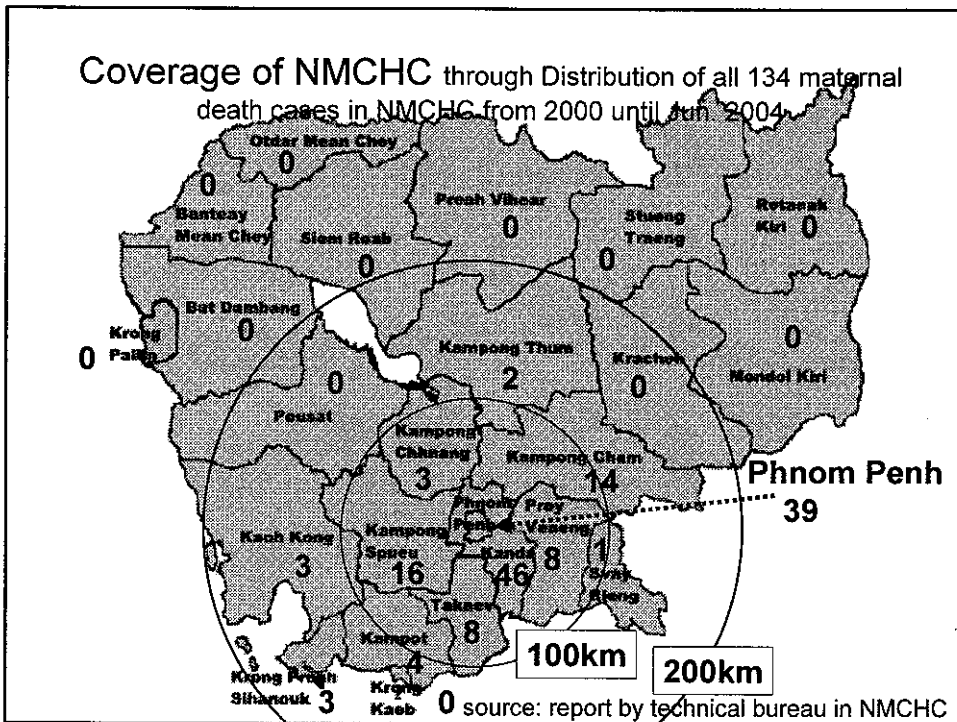 Coverage of NMCHC through Distribution of all 134 maternal
death cases in NMCHC from 2000 until Jun. 2004
Otdar Mean Chey
0
0
Banteay
Mean Chey
Siem Reab
0
Preah Vihear
0
Stueng
Traeng
0
Rotanak
Kiri 0
Bat Dambang
0
Krong
Pailin
0
Kampong Thum
2
Krachen
0
0
Mondol Kiri
0
Pousat
Kampong
Chhnang
3
Kampong Cham
14
Phnom Penh
39
Phnom
Penh
Prey
Veaeng
8
1
Svay
Rieng
Kaoh Kong
3
Kampong
Spueu
16
Kanda
46
Takaev
8
Kampot
4
100km
200km
Krong Preah
Sihanouk 3
Krong
Kaeb 0
source: report by technical bureau in NMCHC